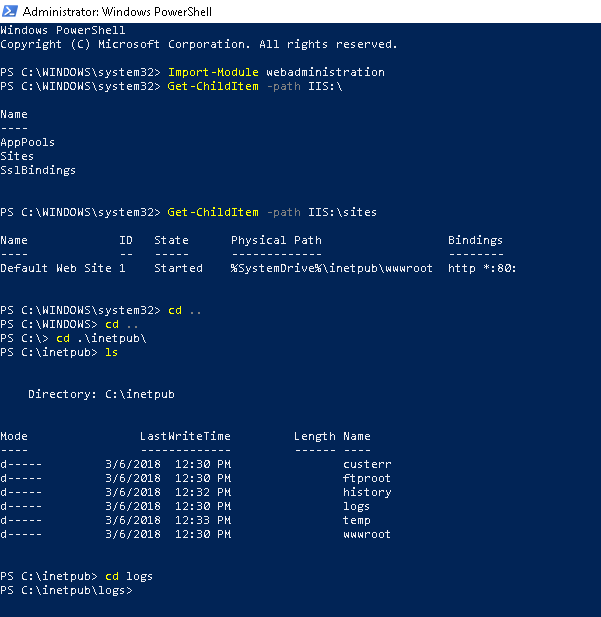 Administrator: Windows PowerShell
Windows PowerShell
Copyright (C) Microsoft Corporation. All rights reserved.
PS C:\WINDOWS\system32> Import-Module webadministration
PS C:\WINDOWS\system32> Get-ChildItem -path IIS:\
Name
----
AppPools
Sites
SslBindings
PS C:\WINDOWS\system32> Get-ChildItem -path IIS:\sites
Name             ID   State      Physical Path                  Bindings
----             --   -----      -------------                  --------
Default Web Site 1    Started    %SystemDrive%\inetpub\wwwroot  http *:80:
PS C:\WINDOWS\system32> cd ..
PS C:\WINDOWS> cd ..
PS C:\> cd .\inetpub\
PS C:\inetpub> ls
    Directory: C:\inetpub
Mode                LastWriteTime         Length Name
----                -------------         ------ ----
d-----         3/6/2018  12:30 PM                custerr
d-----         3/6/2018  12:30 PM                ftproot
d-----         3/6/2018  12:32 PM                history
d-----         3/6/2018  12:30 PM                logs
d-----         3/6/2018  12:33 PM                temp
d-----         3/6/2018  12:30 PM                wwwroot
PS C:\inetpub> cd logs
PS C:\inetpub\logs>